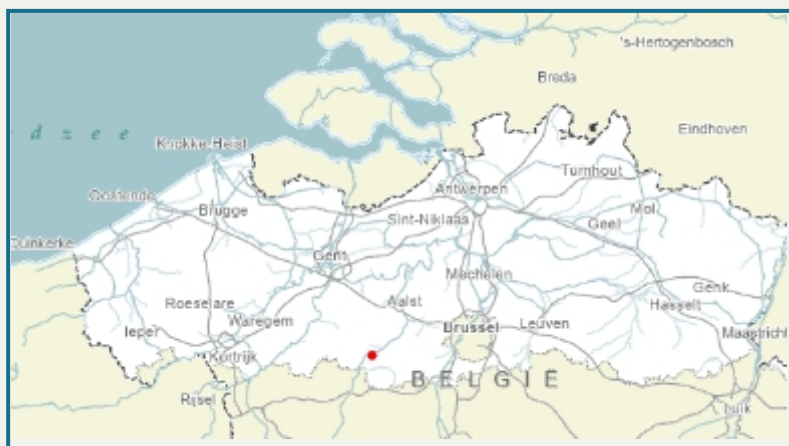 's-Hertogenbosch
Breda
dzee
Eindhoven
Knokke-Heist
Turnhout
Antwerpen
Oostende
Brugge
Sint-Niklaas
Mol
Geel
Duinkerke
Gent
Mechelen
Genk
Roeselare
Aalst
Hasselt
Waregem
Brussel
Leuven
Ieper
Maastricht
Kortrijk
BELGIË
Rijsel
Luik